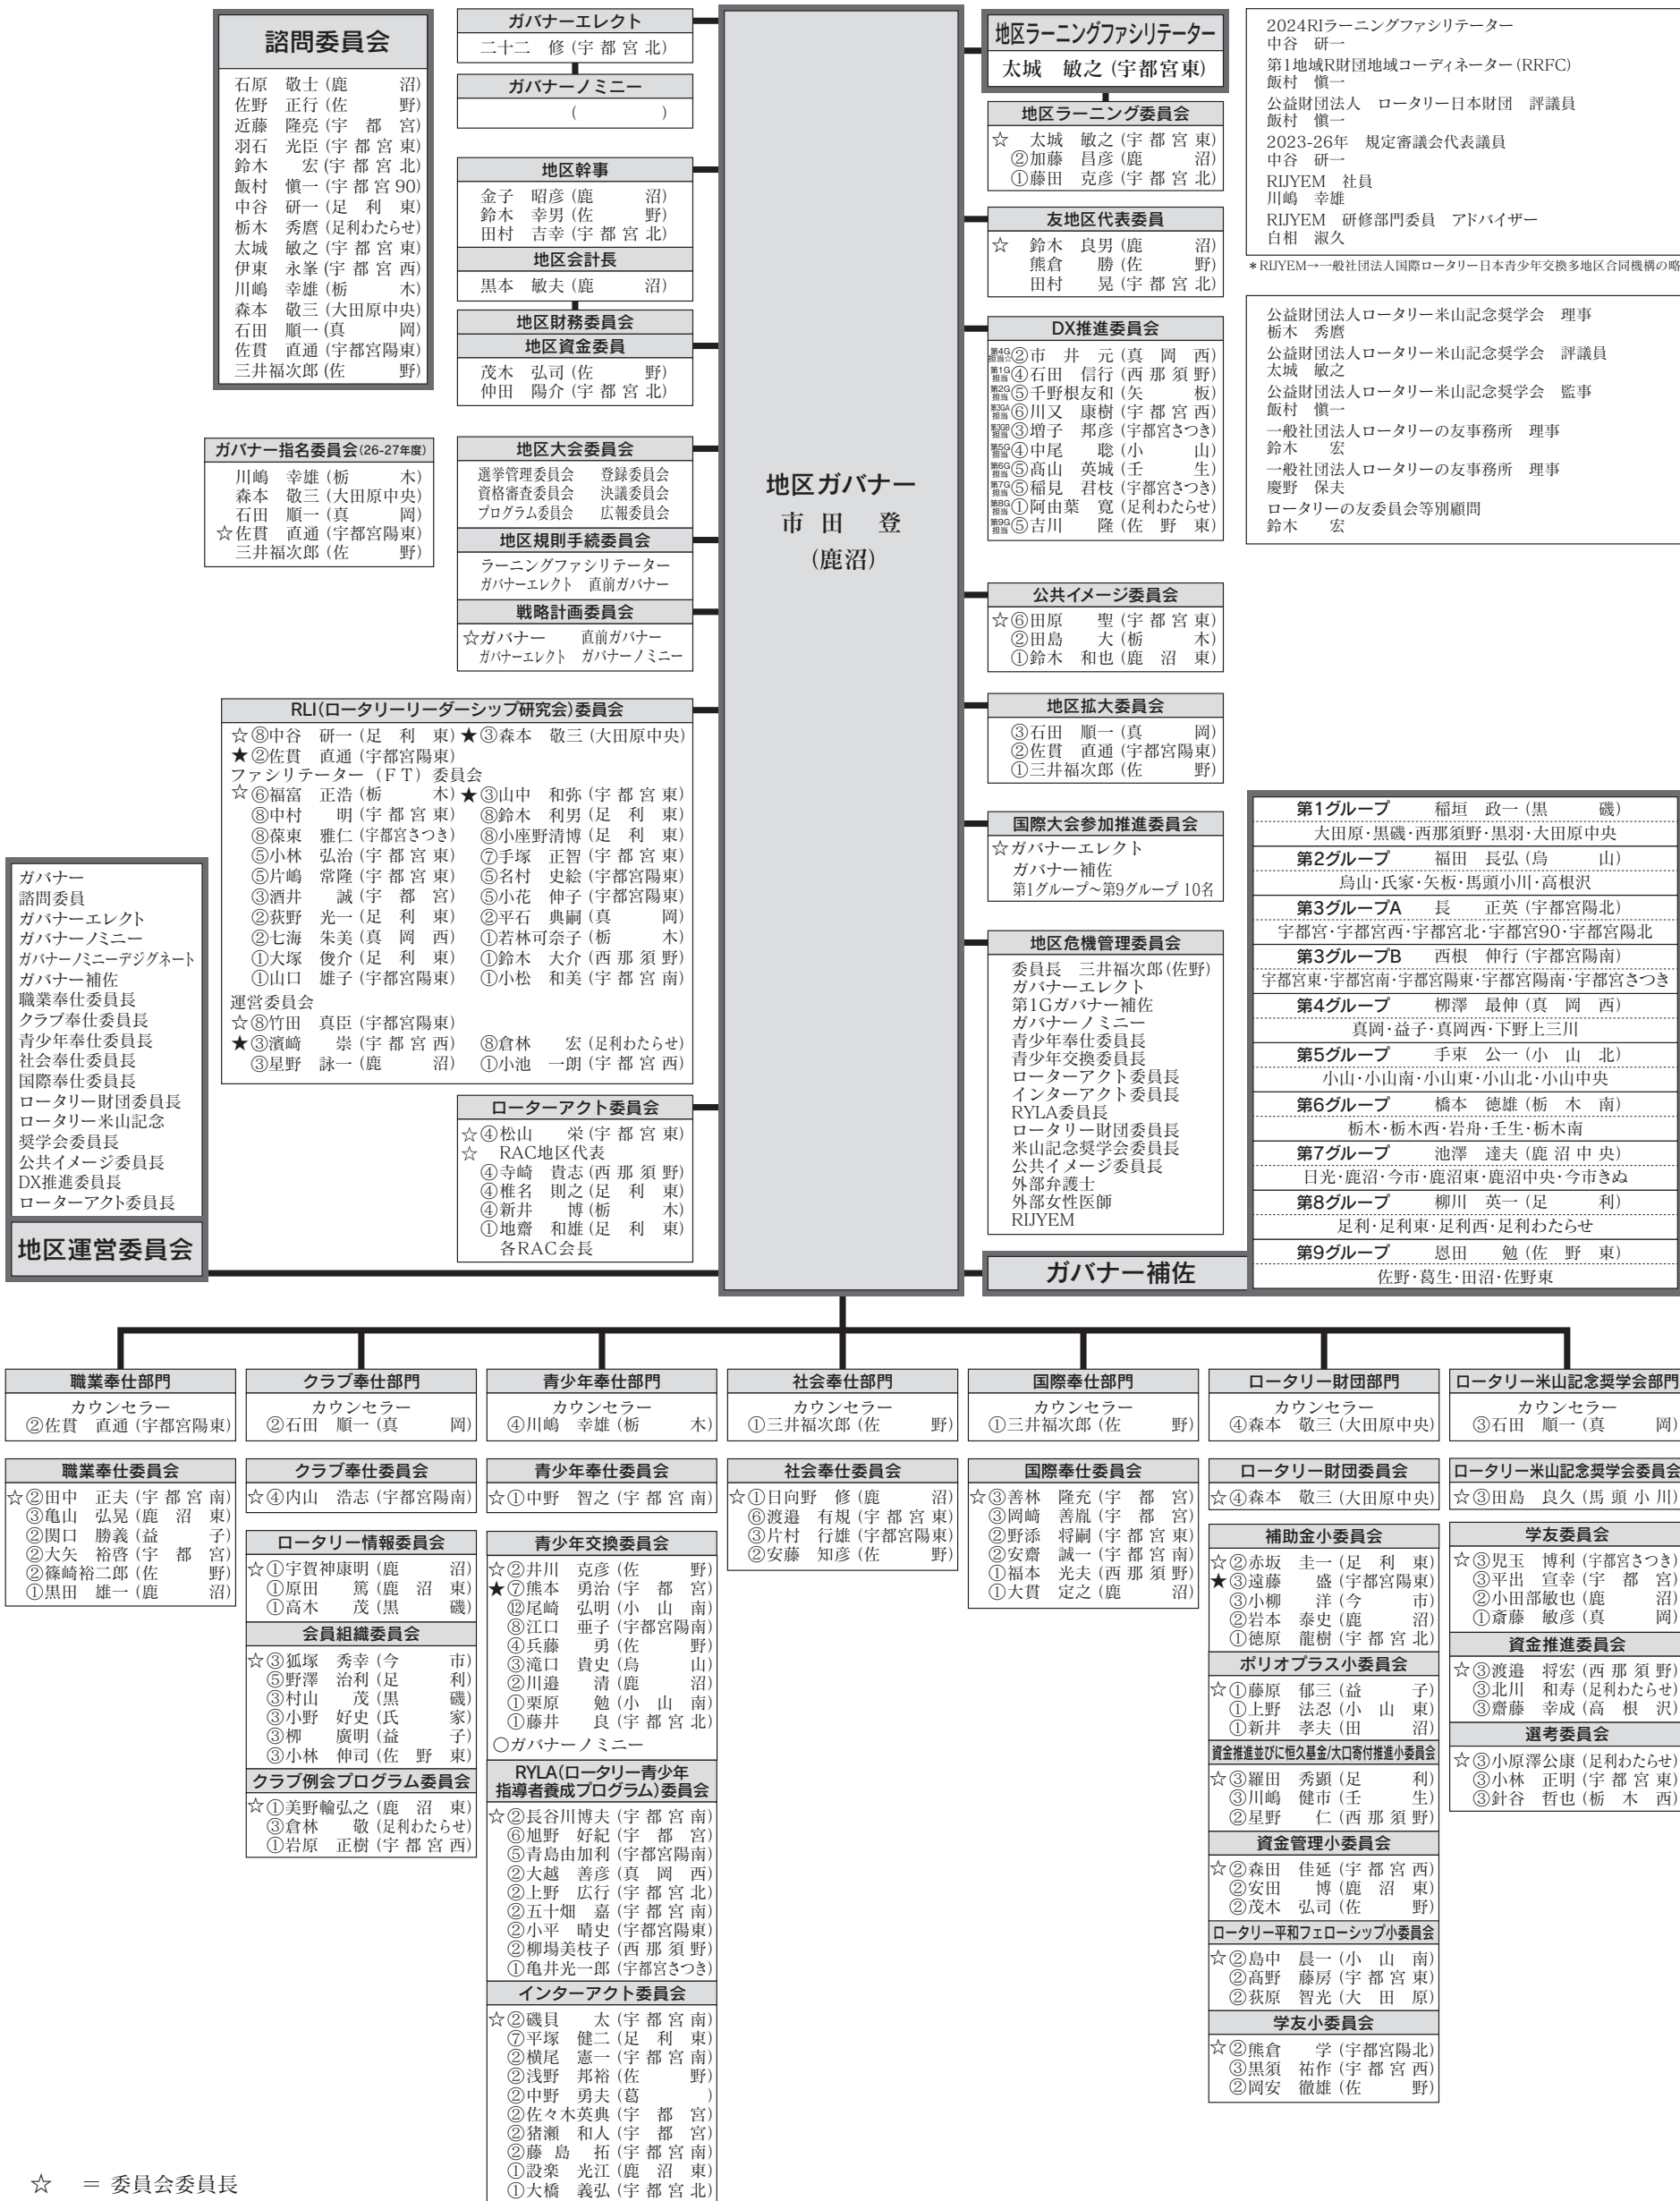 諮問委員会
石原　敬士(鹿　沼)
佐野　正行(佐　野)
近藤　隆亮(宇都宮)
羽石　光臣(宇都宮東)
鈴木　宏(宇都宮北)
飯村　愼一(宇都宮90)
中谷　研一(足利東)
栃木　秀麿(足利わたらせ)
太城　敏之(宇都宮東)
伊東　永峯(宇都宮西)
川嶋　幸雄(栃　木)
森本　敬三(大田原中央)
石田　順一(真　岡)
佐貫　直通(宇都宮陽東)
三井福次郎(佐　野)
ガバナー指名委員会(26-27年度)
川嶋　幸雄(栃　木)
森本　敬三(大田原中央)
石田　順一(真　岡)
☆佐貫　直通(宇都宮陽東)
三井福次郎(佐　野)
ガバナーエレクト
二十二　修(宇都宮北)
ガバナーノミニー
(　　　)
地区幹事
金子　昭彦(鹿　沼)
鈴木　幸男(佐　野)
田村　吉幸(宇都宮北)
地区会計長
黒本　敏夫(鹿　沼)
地区財務委員会
地区資金委員
茂木　弘司(佐　野)
仲田　陽介(宇都宮北)
地区大会委員会
選挙管理委員会　登録委員会
資格審査委員会　決議委員会
プログラム委員会　広報委員会
地区規則手続委員会
ラーニングファシリテーター
ガバナーエレクト　直前ガバナー
戦略計画委員会
☆ガバナー　直前ガバナー
ガバナーエレクト　ガバナーノミニー
RLI(ロータリーリーダーシップ研究会)委員会
☆⑧中谷　研一(足利東)★③森本　敬三(大田原中央)
★②佐貫　直通(宇都宮陽東)
ファシリテーター（FT）委員会
☆⑥福富　正浩(栃　木)★③山中　和弥(宇都宮東)
⑧中村　明(宇都宮東)　⑧鈴木　利男(足利東)
⑧葆東　雅仁(宇都宮さつき)　⑧小座野清博(足利東)
⑤小林　弘治(宇都宮東)　⑦手塚　正智(宇都宮東)
⑤片嶋　常隆(宇都宮東)　⑤名村　史絵(宇都宮陽東)
③酒井　誠(宇都宮)　⑤小花　伸子(宇都宮陽東)
②荻野　光一(足利東)　②平石　典嗣(真　岡)
②七海　朱美(真岡西)　①若林可奈子(栃　木)
①大塚　俊介(足利東)　①鈴木　大介(西那須野)
①山口　雄子(宇都宮陽東)　①小松　和美(宇都宮南)
運営委員会
☆⑧竹田　真臣(宇都宮陽東)
★③濱﨑　崇(宇都宮西)　⑧倉林　宏(足利わたらせ)
③星野　詠一(鹿　沼)　①小池　一朗(宇都宮西)
ローターアクト委員会
☆④松山　栄(宇都宮東)
☆　RAC地区代表
④寺崎　貴志(西那須野)
④椎名　則之(足利東)
④新井　博(栃　木)
①地齋　和雄(足利東)
各RAC会長
ガバナー
諮問委員
ガバナーエレクト
ガバナーノミニー
ガバナーノミニーデジグネート
ガバナー補佐
職業奉仕委員長
クラブ奉仕委員長
青少年奉仕委員長
社会奉仕委員長
国際奉仕委員長
ロータリー財団委員長
ロータリー米山記念
奨学会委員長
公共イメージ委員長
DX推進委員長
ローターアクト委員長
地区運営委員会
地区ガバナー
市田　登
(鹿沼)
地区ラーニングファシリテーター
太城　敏之(宇都宮東)
地区ラーニング委員会
☆　太城　敏之(宇都宮東)
②加藤　昌彦(鹿　沼)
①藤田　克彦(宇都宮北)
友地区代表委員
☆　鈴木　良男(鹿　沼)
熊倉　勝(佐　野)
田村　晃(宇都宮北)
DX推進委員会
第4G担当☆②市井　元(真岡西)
第1G担当④石田　信行(西那須野)
第2G担当⑤千野根友和(矢　板)
第3GA担当⑥川又　康樹(宇都宮西)
第3GB担当③増子　邦彦(宇都宮さつき)
第5G担当④中尾　聡(小　山)
第6G担当⑤高山　英城(壬　生)
第7G担当⑤稲見　君枝(宇都宮さつき)
第8G担当①阿由葉　寛(足利わたらせ)
第9G担当⑤吉川　隆(佐野東)
公共イメージ委員会
☆⑥田原　聖(宇都宮東)
②田島　大(栃　木)
①鈴木　和也(鹿沼東)
地区拡大委員会
③石田　順一(真　岡)
②佐貫　直通(宇都宮陽東)
①三井福次郎(佐　野)
国際大会参加推進委員会
☆ガバナーエレクト
ガバナー補佐
第1グループ～第9グループ 10名
地区危機管理委員会
委員長　三井福次郎(佐野)
ガバナーエレクト
第1Gガバナー補佐
ガバナーノミニー
青少年奉仕委員長
青少年交換委員長
ローターアクト委員長
インターアクト委員長
RYLA委員長
ロータリー財団委員長
米山記念奨学会委員長
公共イメージ委員長
外部弁護士
外部女性医師
RIJYEM
ガバナー補佐
2024RIラーニングファシリテーター
中谷　研一
第1地域R財団地域コーディネーター(RRFC)
飯村　愼一
公益財団法人　ロータリー日本財団　評議員
飯村　愼一
2023-26年　規定審議会代表議員
中谷　研一
RIJYEM　社員
川嶋　幸雄
RIJYEM　研修部門委員　アドバイザー
白相　淑久
＊RIJYEM→一般社団法人国際ロータリー日本青少年交換多地区合同機構の略
公益財団法人ロータリー米山記念奨学会　理事
栃木　秀麿
公益財団法人ロータリー米山記念奨学会　評議員
太城　敏之
公益財団法人ロータリー米山記念奨学会　監事
飯村　愼一
一般社団法人ロータリーの友事務所　理事
鈴木　宏
一般社団法人ロータリーの友事務所　理事
慶野　保夫
ロータリーの友委員会等別顧問
鈴木　宏
第1グループ　稲垣　政一(黒　磯)
大田原・黒磯・西那須野・黒羽・大田原中央
第2グループ　福田　長弘(烏　山)
烏山・氏家・矢板・馬頭小川・高根沢
第3グループA　長　正英(宇都宮陽北)
宇都宮・宇都宮西・宇都宮北・宇都宮90・宇都宮陽北
第3グループB　西根　伸行(宇都宮陽南)
宇都宮東・宇都宮南・宇都宮陽東・宇都宮陽南・宇都宮さつき
第4グループ　栁澤　最伸(真岡西)
真岡・益子・真岡西・下野上三川
第5グループ　手束　公一(小山北)
小山・小山南・小山東・小山北・小山中央
第6グループ　橋本　徳雄(栃木南)
栃木・栃木西・岩舟・壬生・栃木南
第7グループ　池澤　達夫(鹿沼中央)
日光・鹿沼・今市・鹿沼東・鹿沼中央・今市きぬ
第8グループ　柳川　英一(足　利)
足利・足利東・足利西・足利わたらせ
第9グループ　恩田　勉(佐野東)
佐野・葛生・田沼・佐野東
職業奉仕部門
カウンセラー
②佐貫　直通(宇都宮陽東)
職業奉仕委員会
☆②田中　正夫(宇都宮南)
③亀山　弘晃(鹿沼東)
②関口　勝義(益　子)
②大矢　裕啓(宇都宮)
②篠崎裕二郎(佐　野)
①黒田　雄一(鹿　沼)
クラブ奉仕部門
カウンセラー
②石田　順一(真　岡)
クラブ奉仕委員会
☆④内山　浩志(宇都宮陽南)
ロータリー情報委員会
☆①宇賀神康明(鹿　沼)
①原田　篤(鹿沼東)
①高木　茂(黒　磯)
会員組織委員会
☆③狐塚　秀幸(今　市)
⑤野澤　治利(足　利)
③村山　茂(黒　磯)
③小野　好史(氏　家)
③柳　廣明(益　子)
③小林　伸司(佐野東)
クラブ例会プログラム委員会
☆①美野輪弘之(鹿沼東)
③倉林　敬(足利わたらせ)
①岩原　正樹(宇都宮西)
青少年奉仕部門
カウンセラー
④川嶋　幸雄(栃　木)
青少年奉仕委員会
☆①中野　智之(宇都宮南)
青少年交換委員会
☆②井川　克彦(佐　野)
★⑦熊本　勇治(宇都宮)
⑫尾崎　弘明(小山南)
⑧江口　亜子(宇都宮陽南)
④兵藤　勇(佐　野)
③滝口　貴史(烏　山)
②川邉　清(鹿　沼)
①栗原　勉(小山南)
①藤井　良(宇都宮北)
○ガバナーノミニー
RYLA(ロータリー青少年
指導者養成プログラム)委員会
☆②長谷川博夫(宇都宮南)
⑥旭野　好紀(宇都宮)
⑤青島由加利(宇都宮陽南)
②大越　善彦(真岡西)
②上野　広行(宇都宮北)
②五十畑　嘉(宇都宮南)
②小平　晴史(宇都宮陽東)
②柳場美枝子(西那須野)
①亀井光一郎(宇都宮さつき)
インターアクト委員会
☆②磯貝　太(宇都宮南)
⑦平塚　健二(足利東)
②横尾　憲一(宇都宮南)
②浅野　邦裕(佐　野)
②中野　勇夫(葛　)
②佐々木英典(宇都宮)
②猪瀬　和人(宇都宮)
②藤島　拓(宇都宮南)
①設楽　光江(鹿沼東)
①大橋　義弘(宇都宮北)
社会奉仕部門
カウンセラー
①三井福次郎(佐　野)
社会奉仕委員会
☆①日向野　修(鹿　沼)
⑥渡邉　有規(宇都宮東)
③片村　行雄(宇都宮陽東)
②安藤　知彦(佐　野)
国際奉仕部門
カウンセラー
①三井福次郎(佐　野)
国際奉仕委員会
☆③善林　隆充(宇都宮)
③岡﨑　善胤(宇都宮)
②野添　将嗣(宇都宮東)
②安齋　誠一(宇都宮南)
①福本　光夫(西那須野)
①大貫　定之(鹿　沼)
ロータリー財団部門
カウンセラー
④森本　敬三(大田原中央)
ロータリー財団委員会
☆④森本　敬三(大田原中央)
補助金小委員会
☆②赤坂　圭一(足利東)
★③遠藤　盛(宇都宮陽東)
③小柳　洋(今　市)
②岩本　泰史(鹿　沼)
①徳原　龍樹(宇都宮北)
ポリオプラス小委員会
☆①藤原　郁三(益　子)
①上野　法忍(小山東)
①新井　孝夫(田　沼)
資金推進並びに恒久基金/大口寄付推進小委員会
☆③羅田　秀顕(足　利)
③川嶋　健市(壬　生)
②星野　仁(西那須野)
資金管理小委員会
☆②森田　佳延(宇都宮西)
②安田　博(鹿沼東)
②茂木　弘司(佐　野)
ロータリー平和フェローシップ小委員会
☆②島中　晨一(小山南)
②髙野　藤房(宇都宮東)
②荻原　智光(大田原)
学友小委員会
☆②熊倉　学(宇都宮陽北)
③黒須　祐作(宇都宮西)
②岡安　徹雄(佐　野)
ロータリー米山記念奨学会部門
カウンセラー
③石田　順一(真　岡)
ロータリー米山記念奨学会委員会
☆③田島　良久(馬頭小川)
学友委員会
☆③児玉　博利(宇都宮さつき)
③平出　宣幸(宇都宮)
②小田部敏也(鹿　沼)
①斎藤　敏彦(真　岡)
資金推進委員会
☆③渡邉　将宏(西那須野)
③北川　和寿(足利わたらせ)
③齋藤　幸成(高根沢)
選考委員会
☆③小原澤公康(足利わたらせ)
③小林　正明(宇都宮東)
③針谷　哲也(栃木西)
☆　＝ 委員会委員長